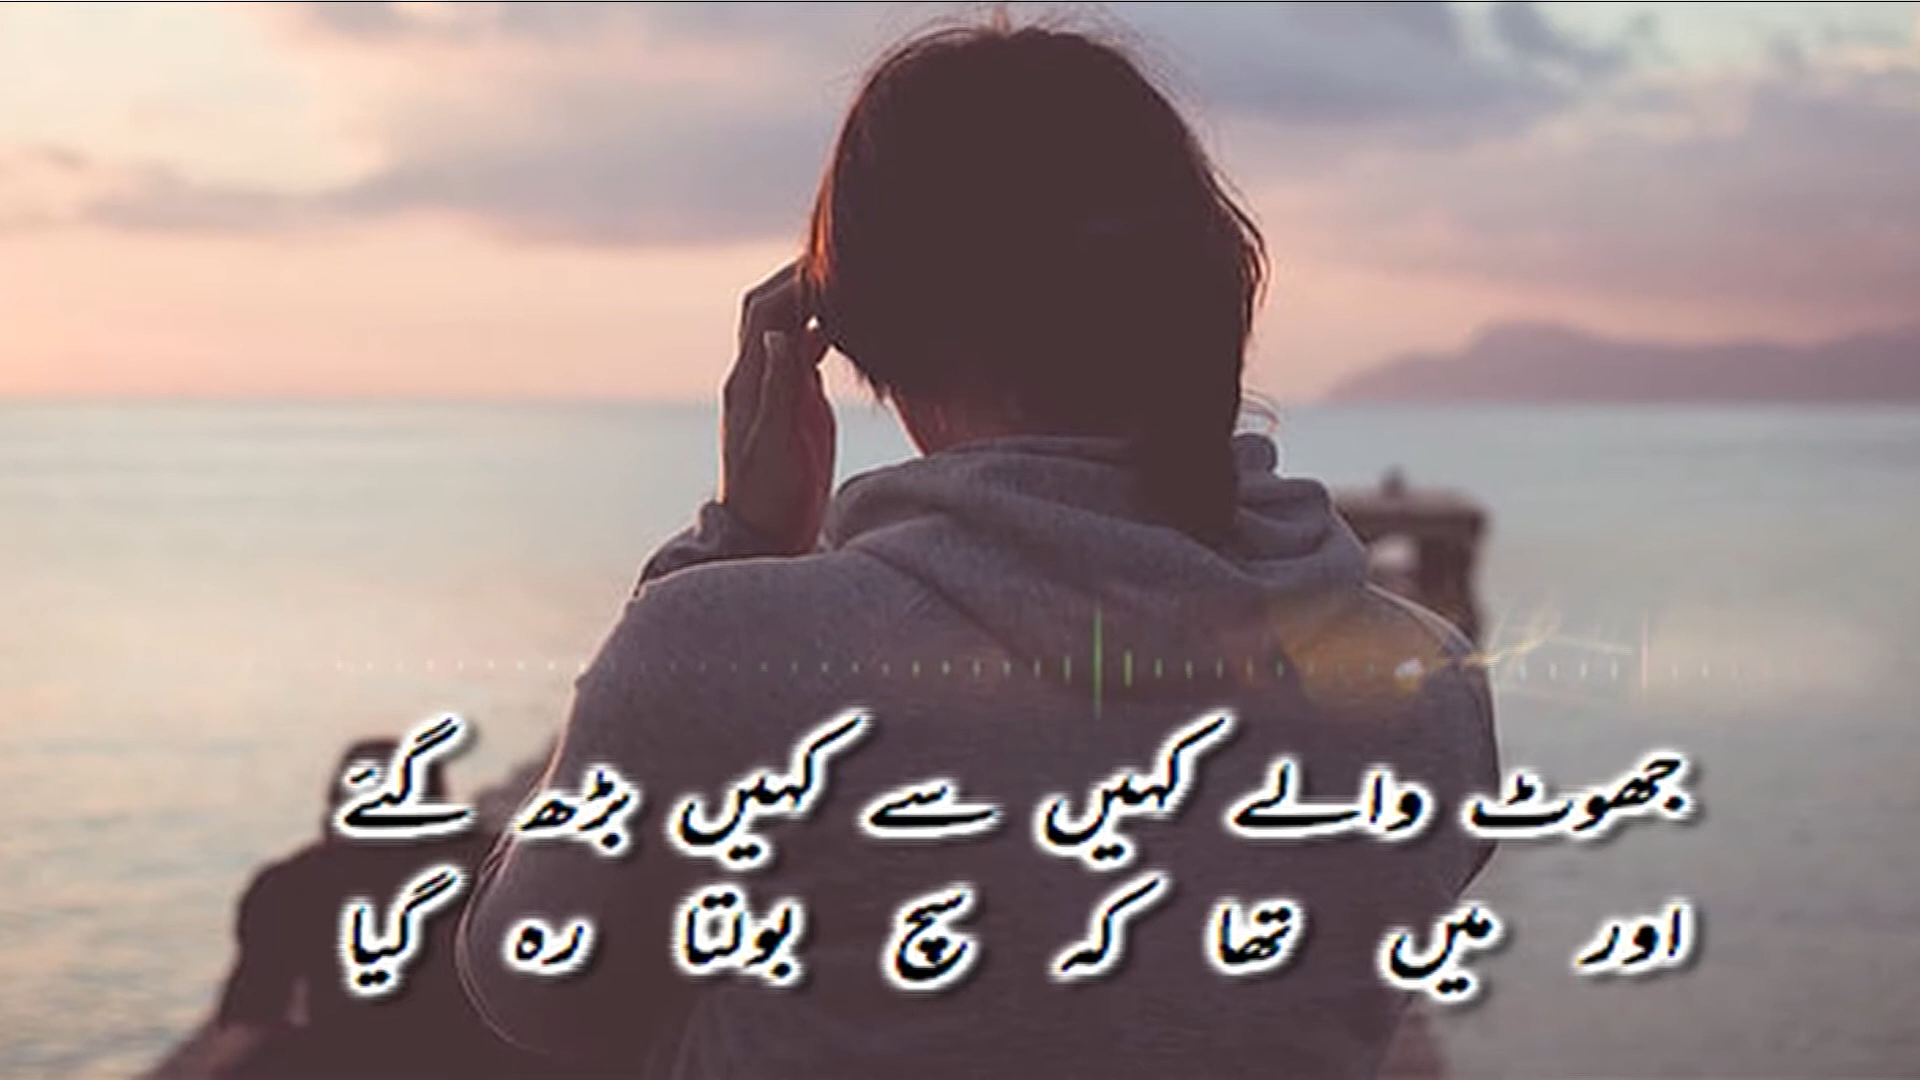 جھوٹ والے کہیں سے کہیں بڑھ گئے
اور میں تھا کہ سچ بولتا رہ گیا